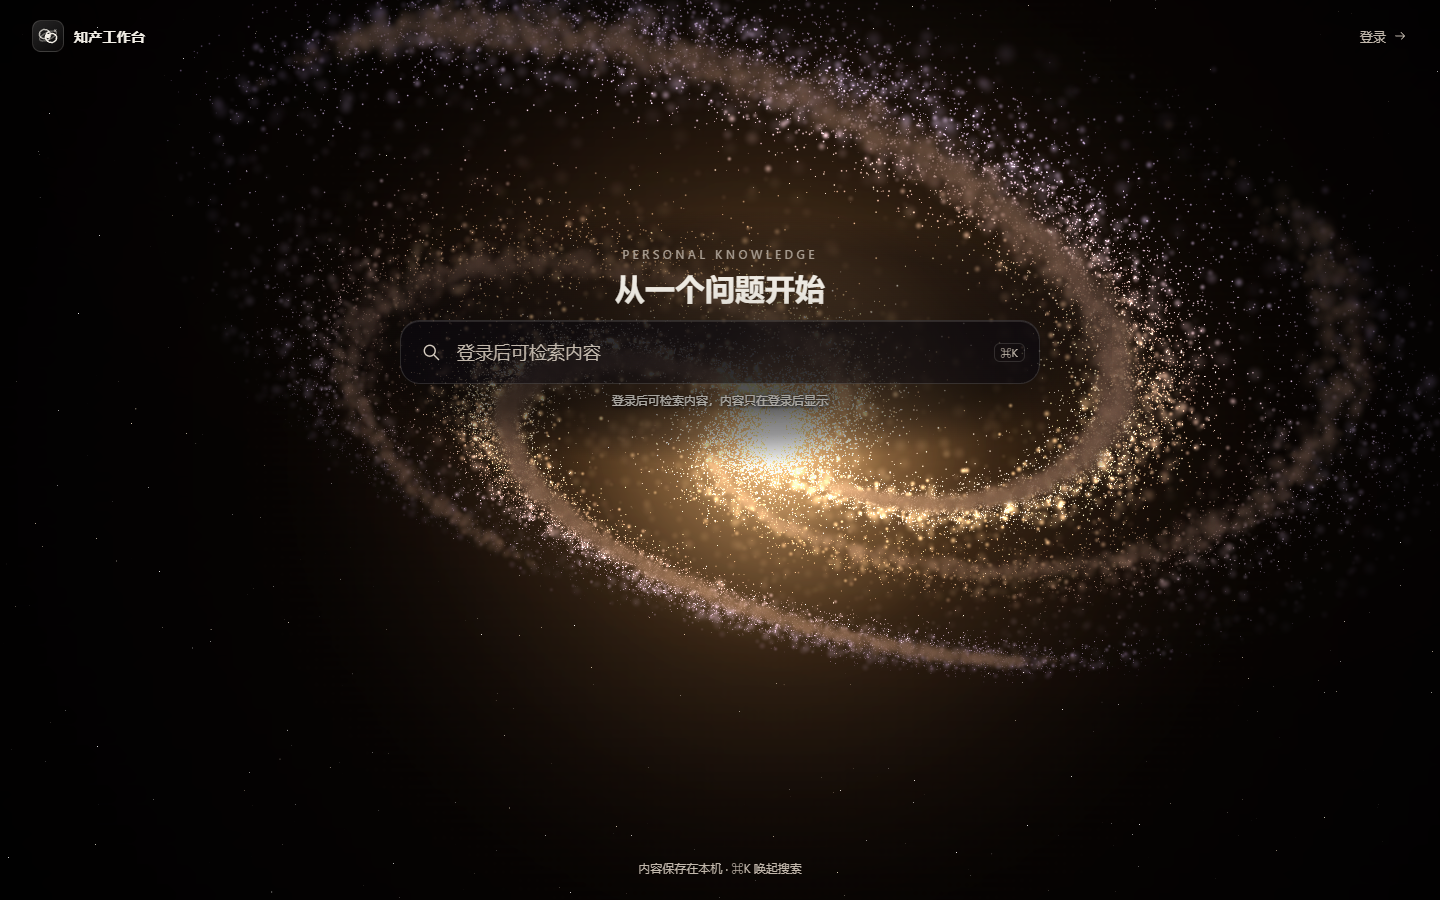 知产工作台
登录 →
PERSONAL KNOWLEDGE
从一个问题开始
登录后可检索内容
⌘K
登录后可检索内容，内容只在登录后显示
内容保存在本机 · ⌘K 唤起搜索